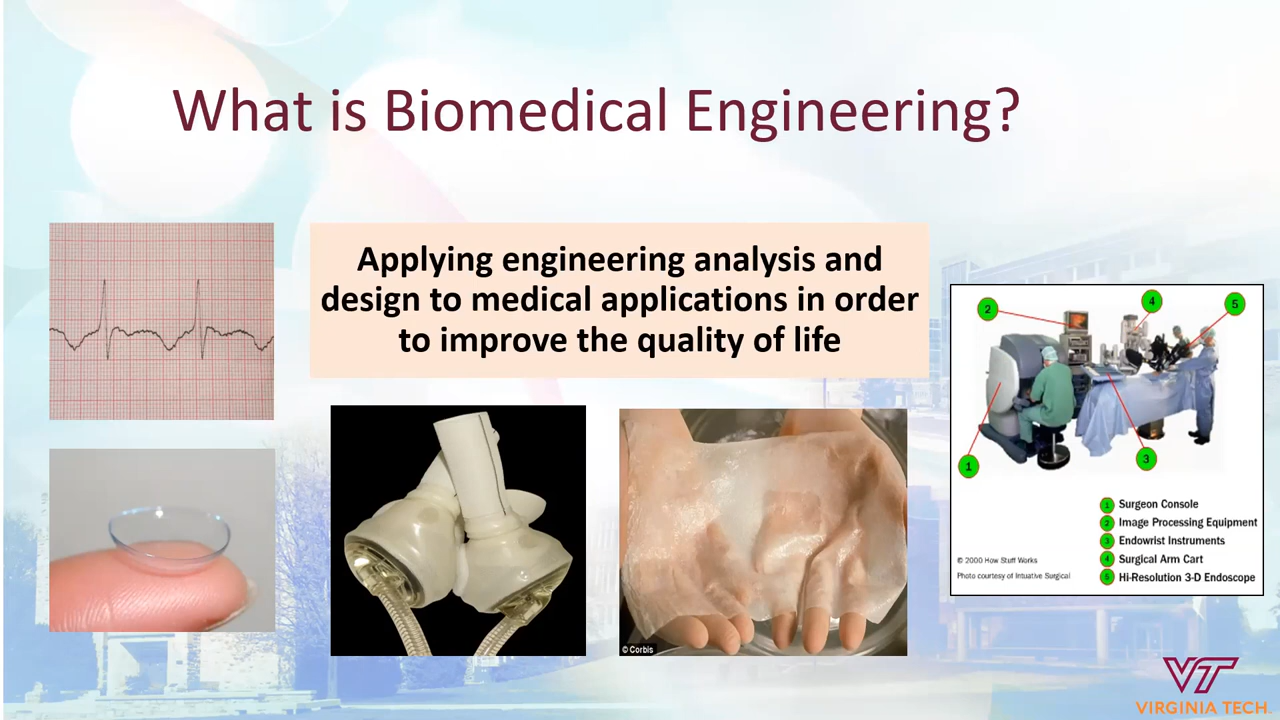 What is Biomedical Engineering?
Applying engineering analysis and
design to medical applications in order
to improve the quality of life
2
4
5
1
3
1 Surgeon Console
2 Image Processing Equipment
3 Endowrist Instruments
4 Surgical Arm Cart
5 Hi-Resolution 3-D Endoscope
© 2000 How Stuff Works
Photo courtesy of Intuative Surgical
© Corbis
VT
VIRGINIA TECH